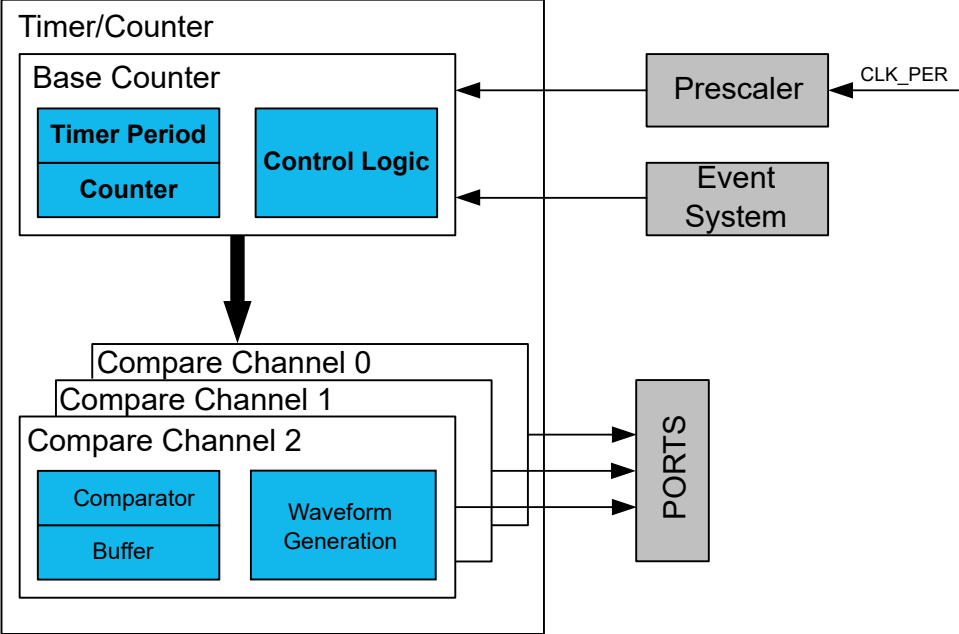 Timer/Counter
Base Counter
Timer Period
Counter
Control Logic
Prescaler
CLK_PER
Event
System
Compare Channel 0
Compare Channel 1
Compare Channel 2
Comparator
Buffer
Waveform
Generation
PORTS